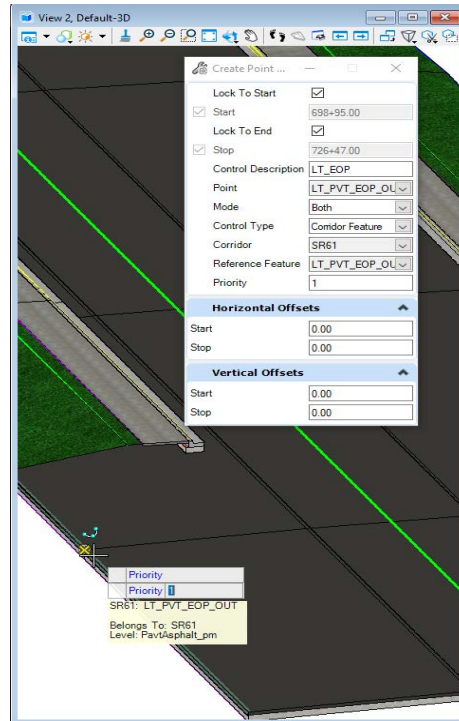 View 2, Default-3D
Create Point ...
Lock To Start
Start 698+95.00
Lock To End
Stop 726+47.00
Control Description LT_EOP
Point LT_PVT_EOP_OU
Mode Both
Control Type Corridor Feature
Corridor SR61
Reference Feature LT_PVT_EOP_OU
Priority 1
Horizontal Offsets
Start 0.00
Stop 0.00
Vertical Offsets
Start 0.00
Stop 0.00
Priority
Priority 1
SR61: LT_PVT_EOP_OUT
Belongs To: SR61
Level: PavtAsphalt_pm